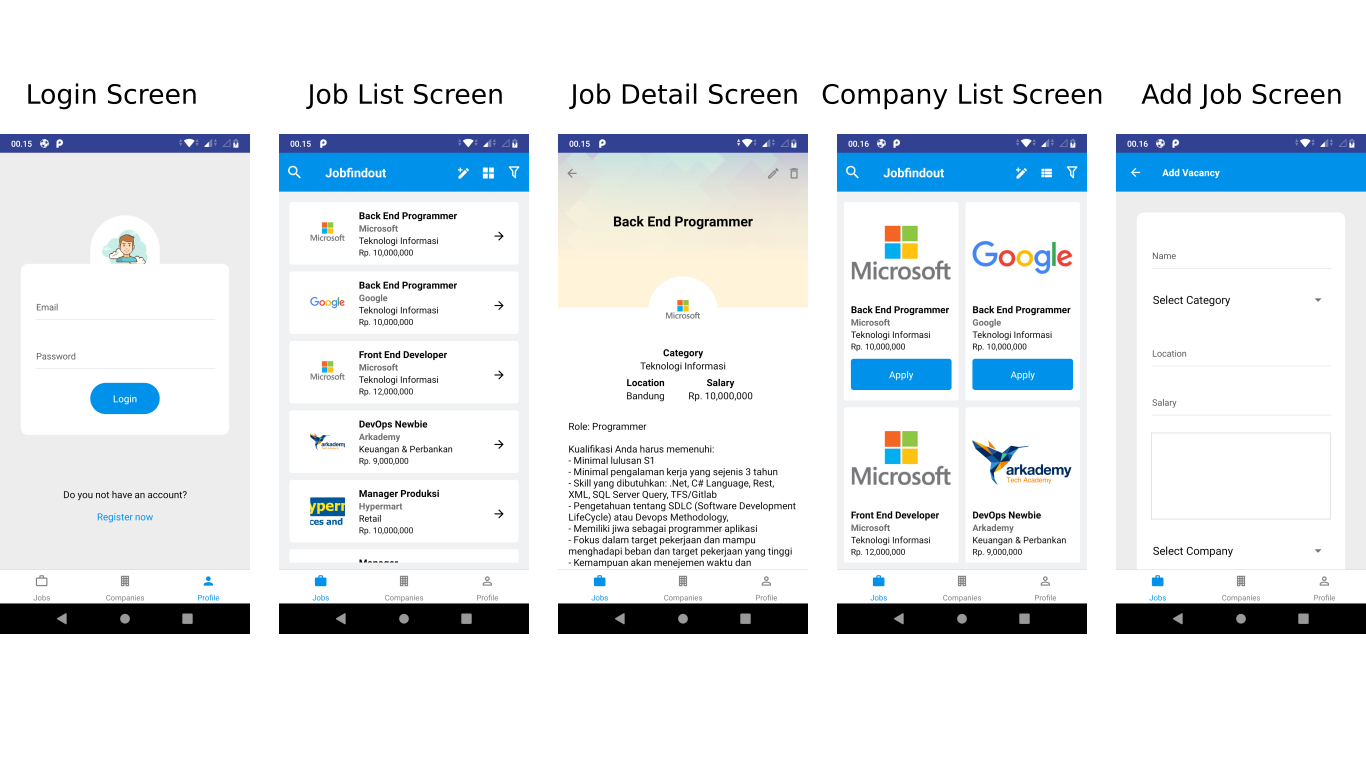 Login Screen
00.15
Email
Password
Login
Do you not have an account?
Register now
Jobs
Companies
Profile
Job List Screen
00.15
Jobfindout
Microsoft
Back End Programmer
Microsoft
Teknologi Informasi
Rp. 10,000,000
Google
Back End Programmer
Google
Teknologi Informasi
Rp. 10,000,000
Microsoft
Front End Developer
Microsoft
Teknologi Informasi
Rp. 12,000,000
arkademy
DevOps Newbie
Arkademy
Keuangan & Perbankan
Rp. 9,000,000
ypern
ces and
Manager Produksi
Hypermart
Retail
Rp. 10,000,000
Manager
Jobs
Companies
Profile
Job Detail Screen
00.15
Back End Programmer
Microsoft
Category
Teknologi Informasi
Location Salary
Bandung Rp. 10,000,000
Role: Programmer
Kualifikasi Anda harus memenuhi:
- Minimal lulusan S1
- Minimal pengalaman kerja yang sejenis 3 tahun
- Skill yang dibutuhkan: .Net, C# Language, Rest,
XML, SQL Server Query, TFS/Gitlab
- Pengetahuan tentang SDLC (Software Development
LifeCycle) atau Devops Methodology,
- Memiliki jiwa sebagai programmer aplikasi
- Fokus dalam target pekerjaan dan mampu
menghadapi beban dan target pekerjaan yang tinggi
- Kemampuan akan menejemen waktu dan
Jobs
Companies
Profile
Company List Screen
00.16
Jobfindout
Microsoft
Back End Programmer
Microsoft
Teknologi Informasi
Rp. 10,000,000
Apply
Google
Back End Programmer
Google
Teknologi Informasi
Rp. 10,000,000
Apply
Microsoft
Front End Developer
Microsoft
Teknologi Informasi
Rp. 12,000,000
arkademy
Tech Academy
DevOps Newbie
Arkademy
Keuangan & Perbankan
Rp. 9,000,000
Jobs
Companies
Profile
Add Job Screen
00.16
Add Vacancy
Name
Select Category
Location
Salary
Select Company
Jobs
Companies
Profile